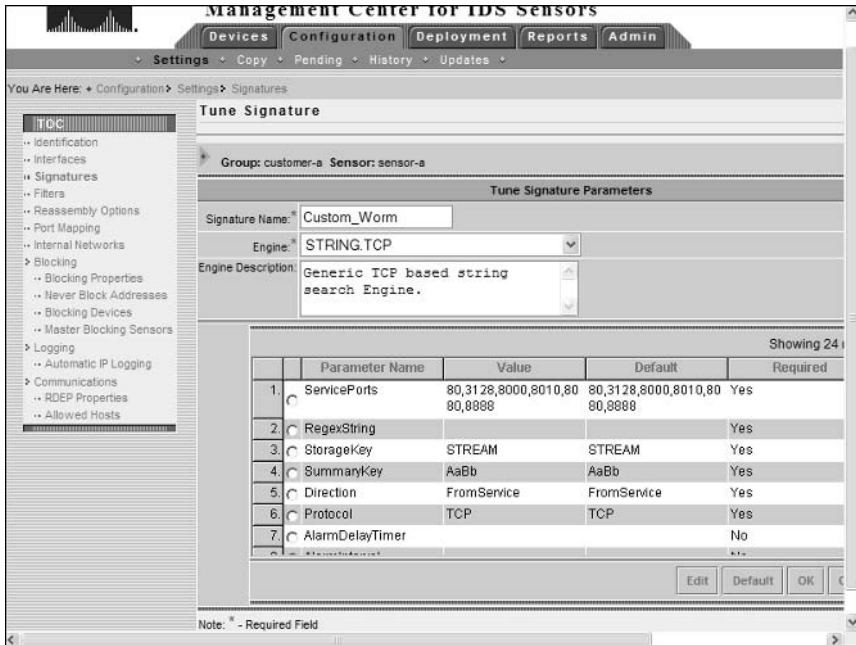 Management Center for IDS Sensors
Devices Configuration Deployment Reports Admin
Settings Copy Pending History Updates
You Are Here: Configuration > Settings > Signatures
TOC
Identification
Interfaces
Signatures
Filters
Reassembly Options
Port Mapping
Internal Networks
Blocking
Blocking Properties
Never Block Addresses
Blocking Devices
Master Blocking Sensors
Logging
Automatic IP Logging
Communications
RDEP Properties
Allowed Hosts
Tune Signature
Group: customer-a Sensor: sensor-a
Tune Signature Parameters
Signature Name:* Custom_Worm
Engine:* STRING.TCP
Engine Description: Generic TCP based string
search Engine.
Showing 24
Parameter Name Value Default Required
1. ServicePorts 80,3128,8000,8010,80 80,3128,8000,8010,80 Yes
80,8888 80,8888
2. RegexString Yes
3. StorageKey STREAM STREAM Yes
4. SummaryKey AaBb AaBb Yes
5. Direction FromService FromService Yes
6. Protocol TCP TCP Yes
7. AlarmDelayTimer No
Edit Default OK
Note: * - Required Field